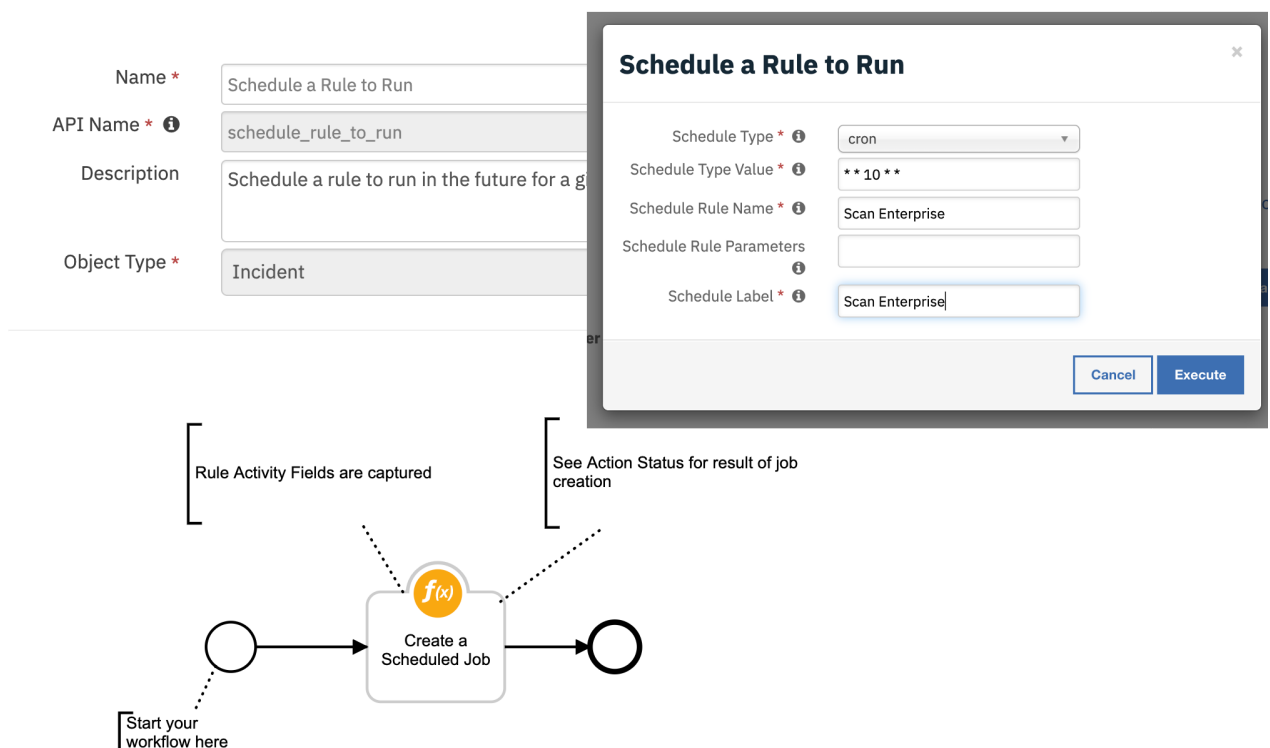 Name *
Schedule a Rule to Run
API Name *
schedule_rule_to_run
Description
Schedule a rule to run in the future for a g
Object Type *
Incident
Schedule a Rule to Run
×
Schedule Type *
cron
Schedule Type Value *
* * 10 * *
Schedule Rule Name *
Scan Enterprise
Schedule Rule Parameters
Schedule Label *
Scan Enterprise
er
Cancel
Execute
Rule Activity Fields are captured
See Action Status for result of job
creation
f(x)
Create a
Scheduled Job
Start your
workflow here